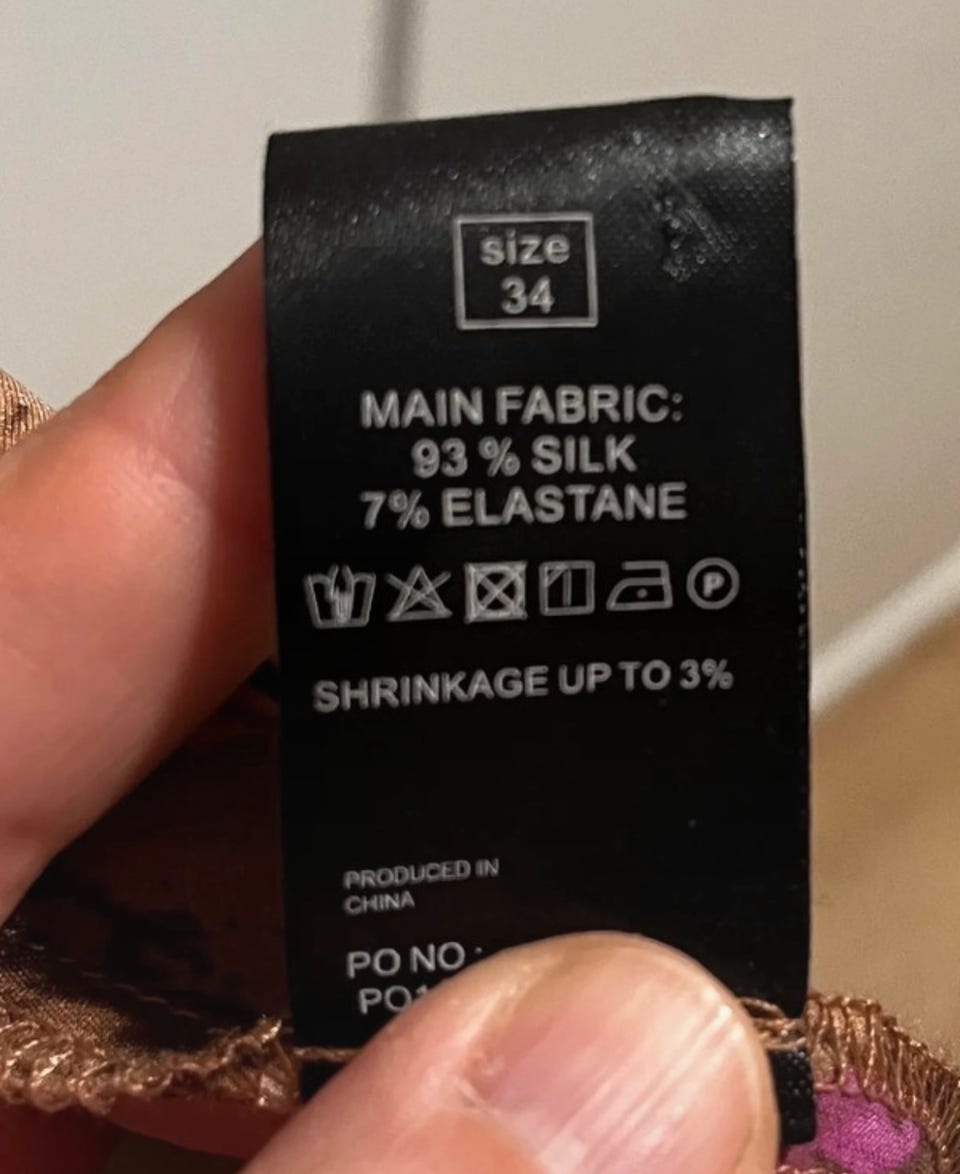 size
34
MAIN FABRIC:
93 % SILK
7% ELASTANE
P
SHRINKAGE UP TO 3%
PRODUCED IN
CHINA
PO NO :